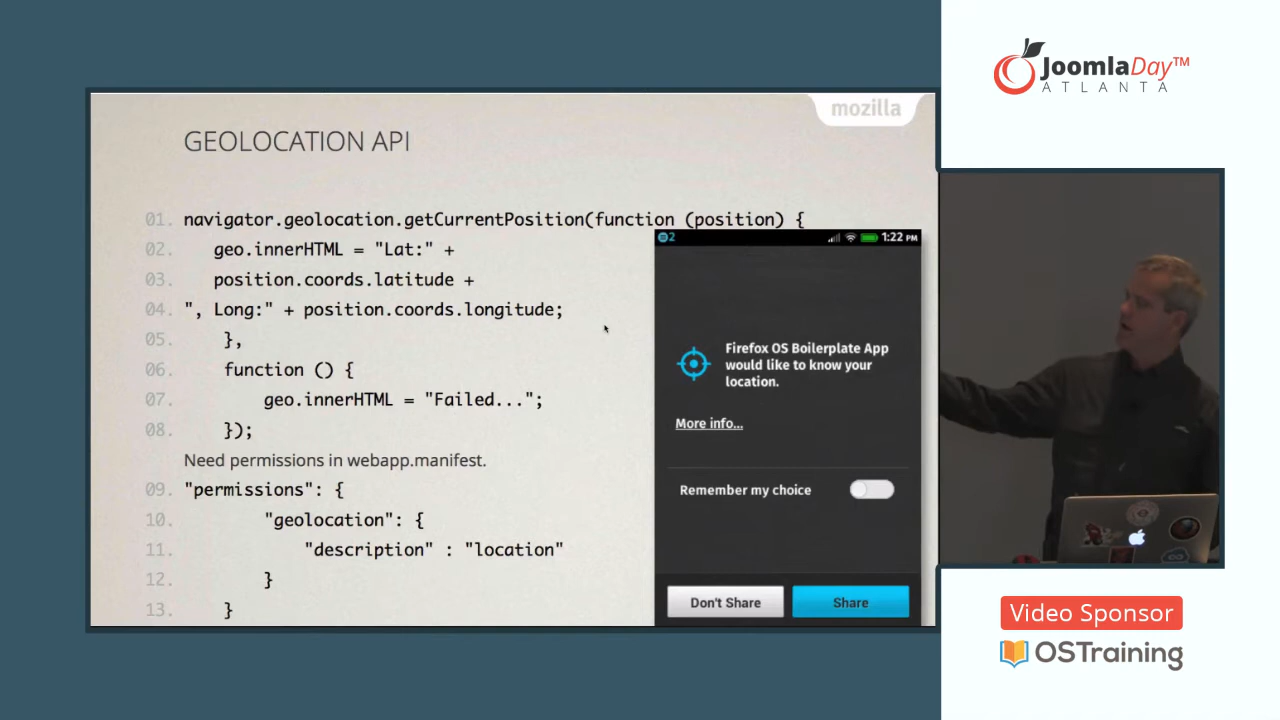 mozilla
GEOLOCATION API
01. navigator.geolocation.getCurrentPosition(function (position) {
02. geo.innerHTML = "Lat:" +
03. position.coords.latitude +
04. ", Long:" + position.coords.longitude;
05. },
06. function () {
07. geo.innerHTML = "Failed...";
08. });
Need permissions in webapp.manifest.
09. "permissions": {
10. "geolocation": {
11. "description" : "location"
12. }
13. }
2 1:22 PM
Firefox OS Boilerplate App
would like to know your
location.
More info...
Remember my choice
Don't Share Share
JoomlaDay™
ATLANTA
Video Sponsor
OSTraining